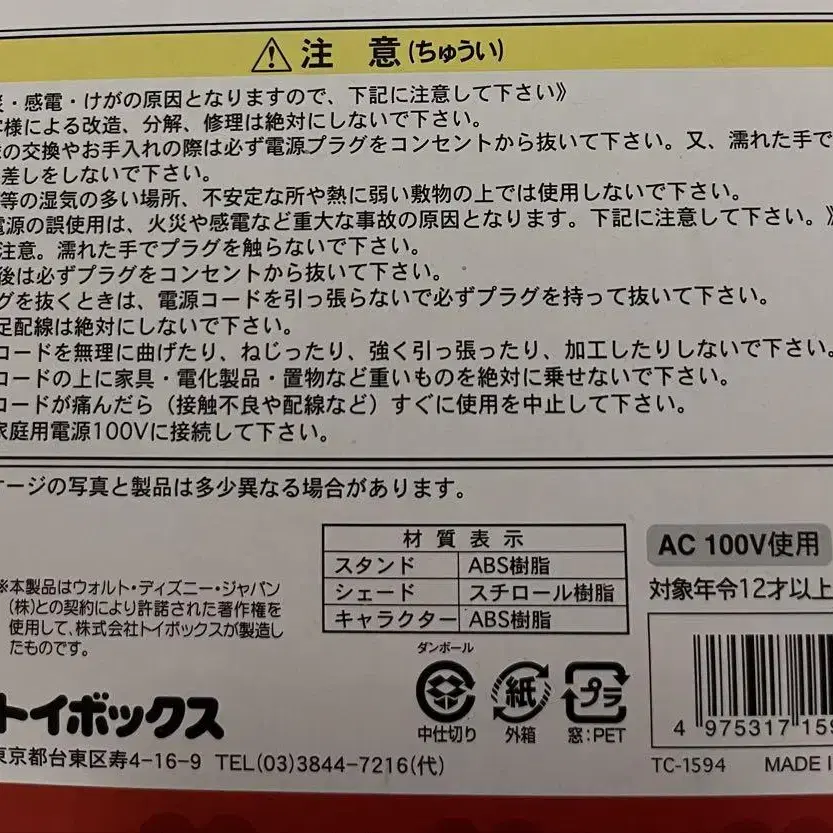 注 意(ちゅうい)
・感電・けがの原因となりますので、下記に注意して下さい》
様による改造、分解、修理は絶対にしないで下さい。
の交換やお手入れの際は必ず電源プラグをコンセントから抜いて下さい。又、濡れた手で
差しをしないで下さい。
等の湿気の多い場所、不安定な所や熱に弱い敷物の上では使用しないで下さい。
電源の誤使用は、火災や感電など重大な事故の原因となります。下記に注意して下さい。》
注意。濡れた手でプラグを触らないで下さい。
後は必ずプラグをコンセントから抜いて下さい。
グを抜くときは、電源コードを引っ張らないで必ずプラグを持って抜いて下さい。
足配線は絶対にしないで下さい。
コードを無理に曲げたり、ねじったり、強く引っ張ったり、加工したりしないで下さい。
コードの上に家具・電化製品・置物など重いものを絶対に乗せないで下さい。
コードが痛んだら(接触不良や配線など)すぐに使用を中止して下さい。
家庭用電源100Vに接続して下さい。
ージの写真と製品は多少異なる場合があります。
材質表示
スタンド ABS樹脂
シェード スチロール樹脂
キャラクター ABS樹脂
AC 100V使用
対象年令12才以上
※本製品はウォルト・ディズニー・ジャパン
(株)との契約により許諾された著作権を
使用して、株式会社トイボックスが製造し
たものです。
ダンボール
中仕切り
紙
外箱
プラ
窓:PET
トイボックス
東京都台東区寿4-16-9 TEL(03)3844-7216(代)
4 975317 159
TC-1594 MADE I